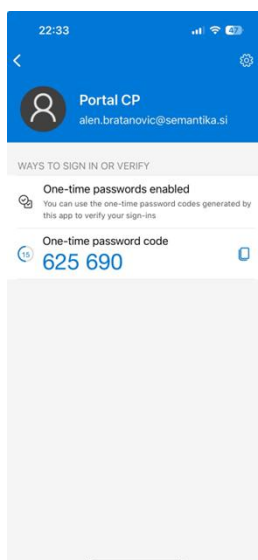 22:33
47
Portal CP
alen.bratanovic@semantika.si
WAYS TO SIGN IN OR VERIFY
One-time passwords enabled
You can use the one-time password codes generated by
this app to verify your sign-ins
One-time password code
15
625 690